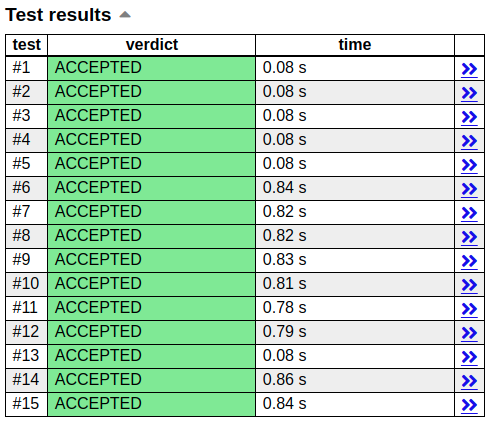 Test results
test verdict time
#1 ACCEPTED 0.08 s
#2 ACCEPTED 0.08 s
#3 ACCEPTED 0.08 s
#4 ACCEPTED 0.08 s
#5 ACCEPTED 0.08 s
#6 ACCEPTED 0.84 s
#7 ACCEPTED 0.82 s
#8 ACCEPTED 0.82 s
#9 ACCEPTED 0.83 s
#10 ACCEPTED 0.81 s
#11 ACCEPTED 0.78 s
#12 ACCEPTED 0.79 s
#13 ACCEPTED 0.08 s
#14 ACCEPTED 0.86 s
#15 ACCEPTED 0.84 s